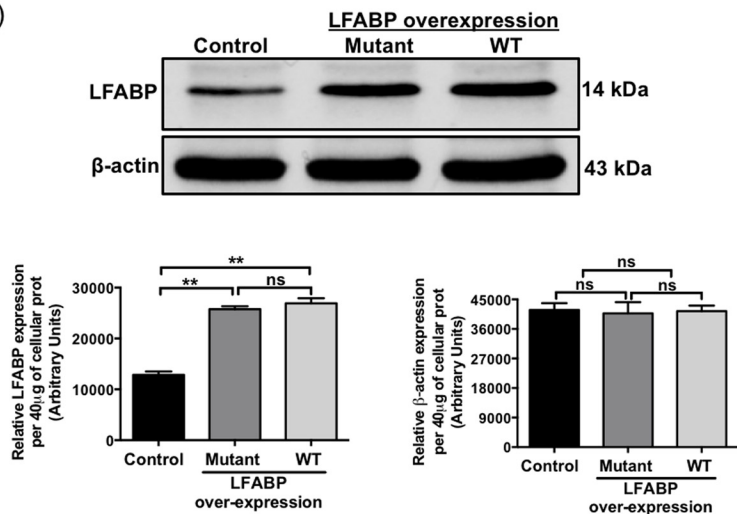 )
LFABP overexpression
Control Mutant WT
LFABP 14 kDa
β-actin 43 kDa
Relative LFABP expression
per 40µg of cellular prot
(Arbitrary Units)
30000
20000
10000
0
**
** ns
Control Mutant WT
LFABP
over-expression
Relative β-actin expression
per 40µg of cellular prot
(Arbitrary Units)
45000
36000
27000
18000
9000
0
ns
ns ns
Control Mutant WT
LFABP
over-expression